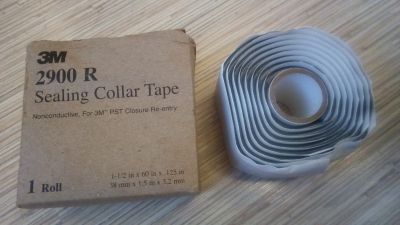 3M
2900 R
Sealing Collar Tape
Nonconductive, For 3M™ PST Closure Re-entry
1 Roll
1-1/2 in x 60 in x .125 in
38 mm x 1,5 m x 3,2 mm